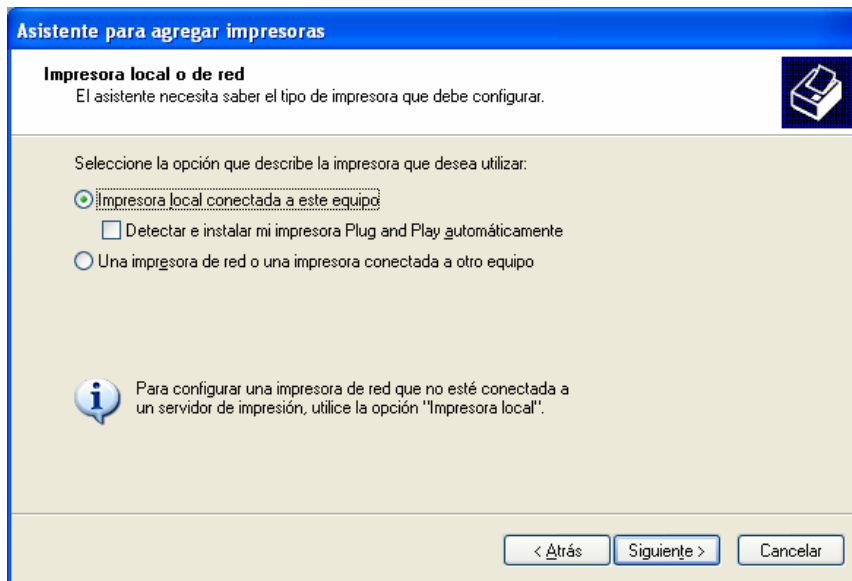 Asistente para agregar impresoras
Impresora local o de red
El asistente necesita saber el tipo de impresora que debe configurar.
Seleccione la opción que describe la impresora que desea utilizar:
Impresora local conectada a este equipo
Detectar e instalar mi impresora Plug and Play automáticamente
Una impresora de red o una impresora conectada a otro equipo
Para configurar una impresora de red que no esté conectada a
un servidor de impresión, utilice la opción "Impresora local".
< Atrás Siguiente > Cancelar